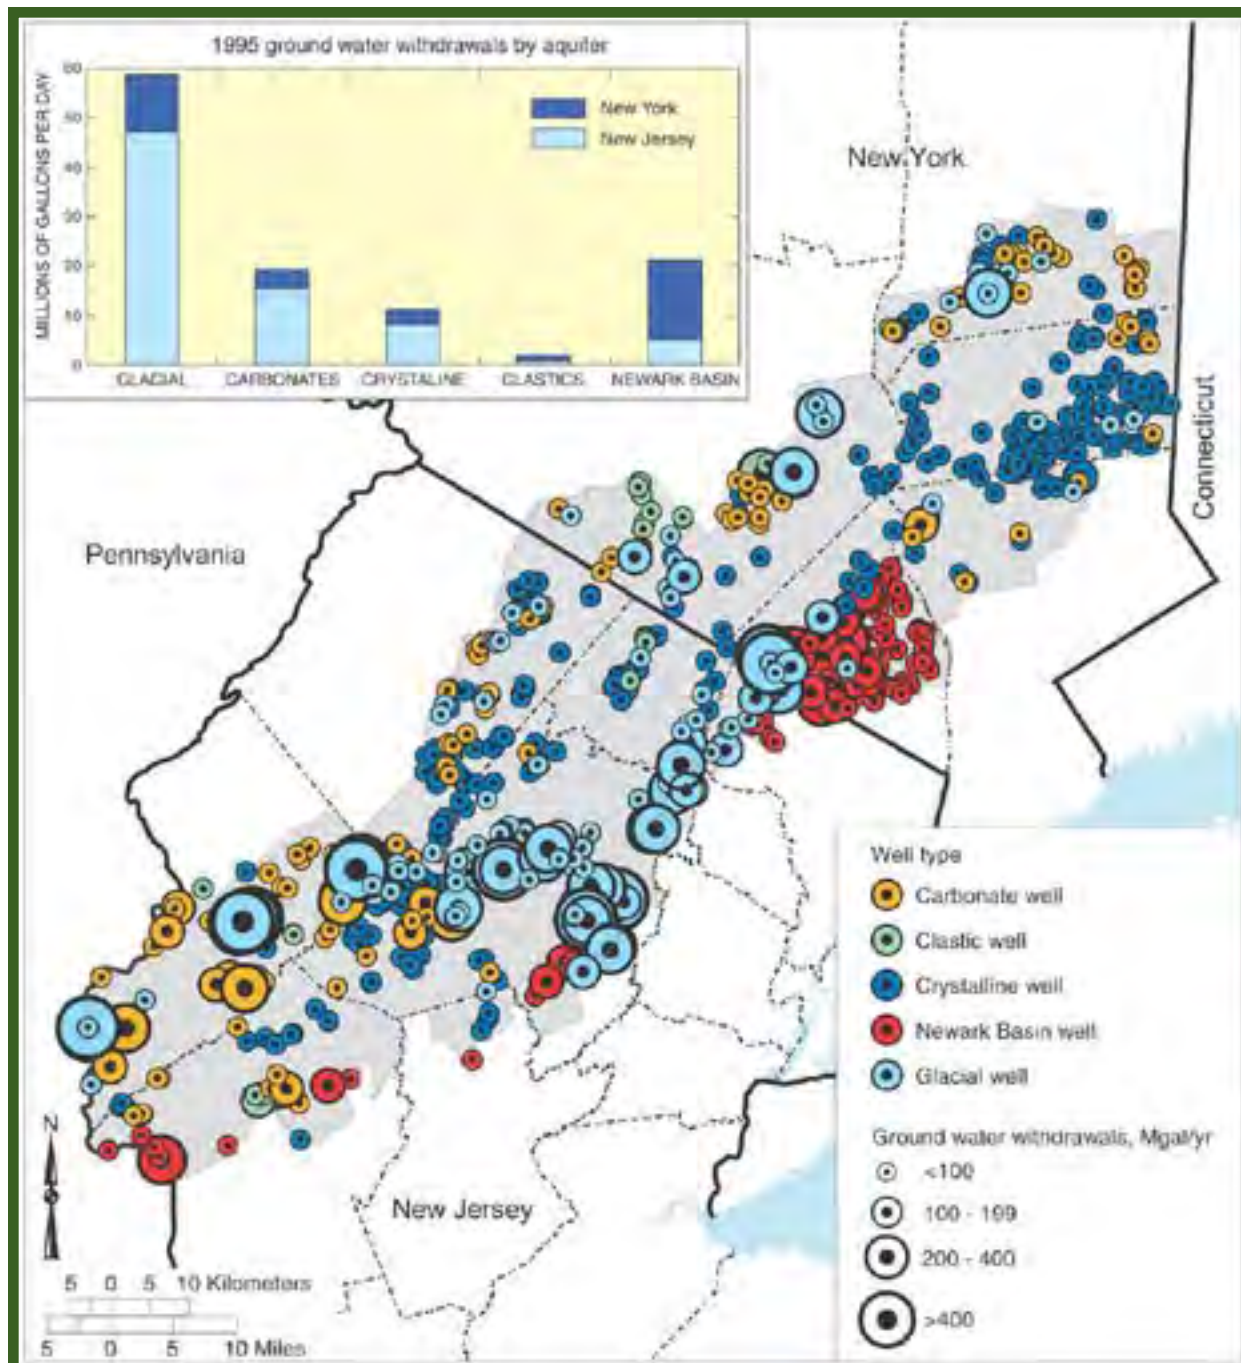 1995 ground water withdrawals by aquifer
MILLIONS OF GALLONS PER DAY
60
50
40
30
20
10
0
New York
New Jersey
GLACIAL
CARBONATES
CRYSTALINE
CLASTICS
NEWARK BASIN
New York
Connecticut
Pennsylvania
New Jersey
Well type
Carbonate well
Clastic well
Crystalline well
Newark Basin well
Glacial well
Ground water withdrawals, Mgal/yr
<100
100 - 199
200 - 400
>400
N
5 0 5 10 Kilometers
5 0 5 10 Miles